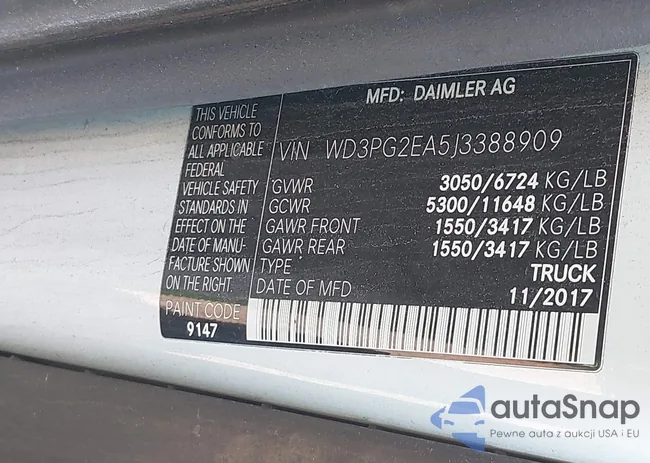 MFD: DAIMLER AG
THIS VEHICLE
CONFORMS TO
ALL APPLICABLE
FEDERAL
VEHICLE SAFETY
STANDARDS IN
EFFECT ON THE
DATE OF MANU-
FACTURE SHOWN
ON THE RIGHT.
PAINT CODE
9147
VIN WD3PG2EA5J3388909
GVWR 3050/6724 KG/LB
GCWR 5300/11648 KG/LB
GAWR FRONT 1550/3417 KG/LB
GAWR REAR 1550/3417 KG/LB
TYPE TRUCK
DATE OF MFD 11/2017
autoSnap
Pewne auta z aukcji USA i EU